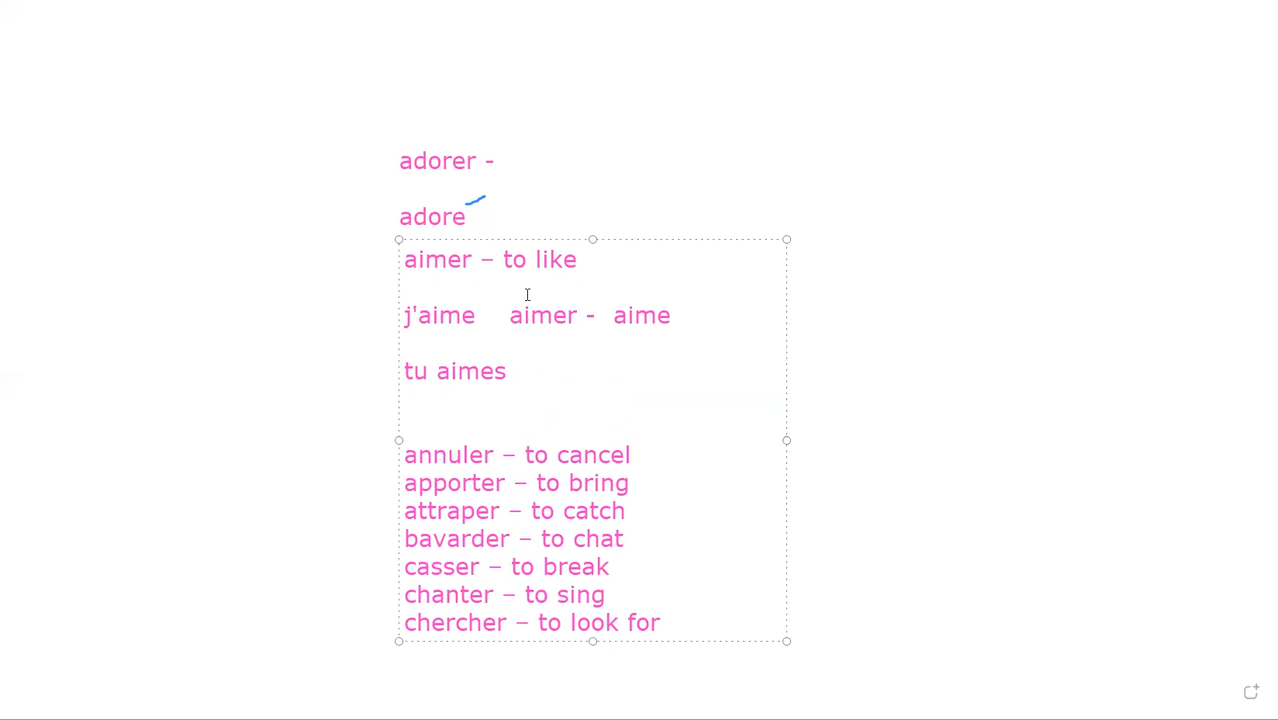 adorer -
adore
aimer – to like
j'aime aimer - aime
tu aimes
annuler – to cancel
apporter – to bring
attraper – to catch
bavarder – to chat
casser – to break
chanter – to sing
chercher – to look for